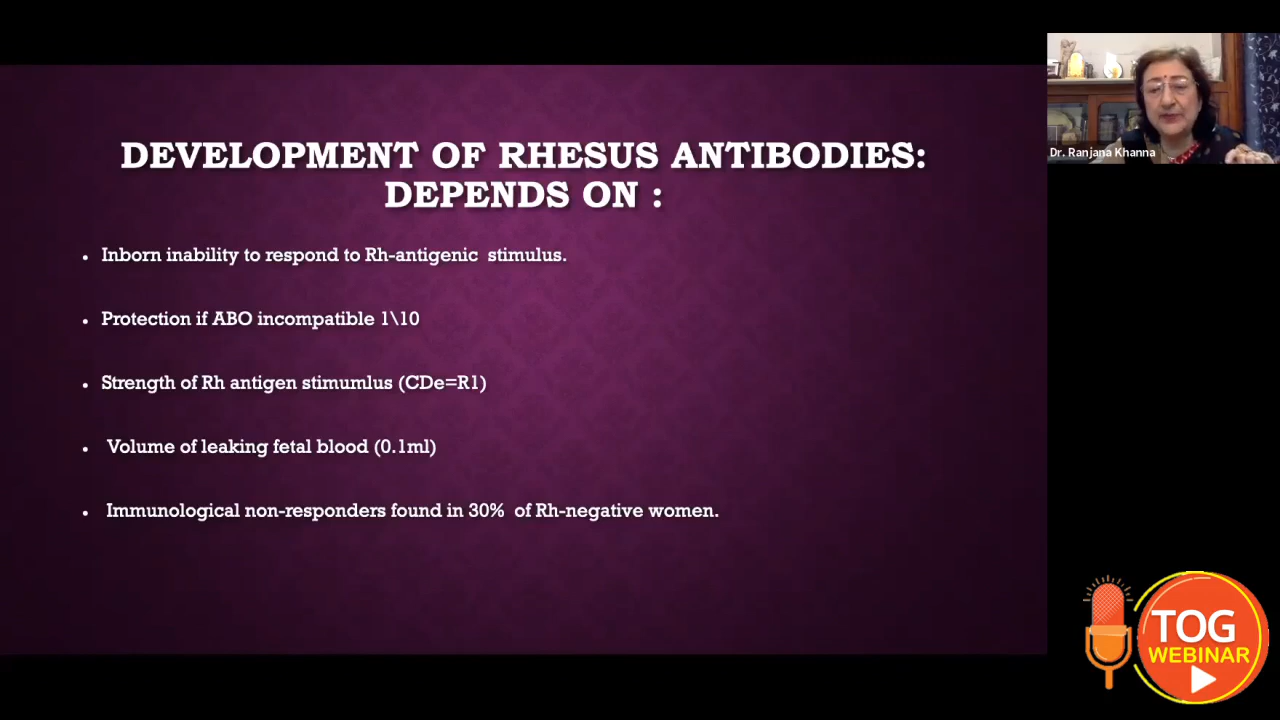 DEVELOPMENT OF RHESUS ANTIBODIES:
DEPENDS ON :
• Inborn inability to respond to Rh-antigenic stimulus.
• Protection if ABO incompatible 1\10
• Strength of Rh antigen stimumlus (CDe=R1)
• Volume of leaking fetal blood (0.1ml)
• Immunological non-responders found in 30% of Rh-negative women.
Dr. Ranjana Khanna
TOG
WEBINAR